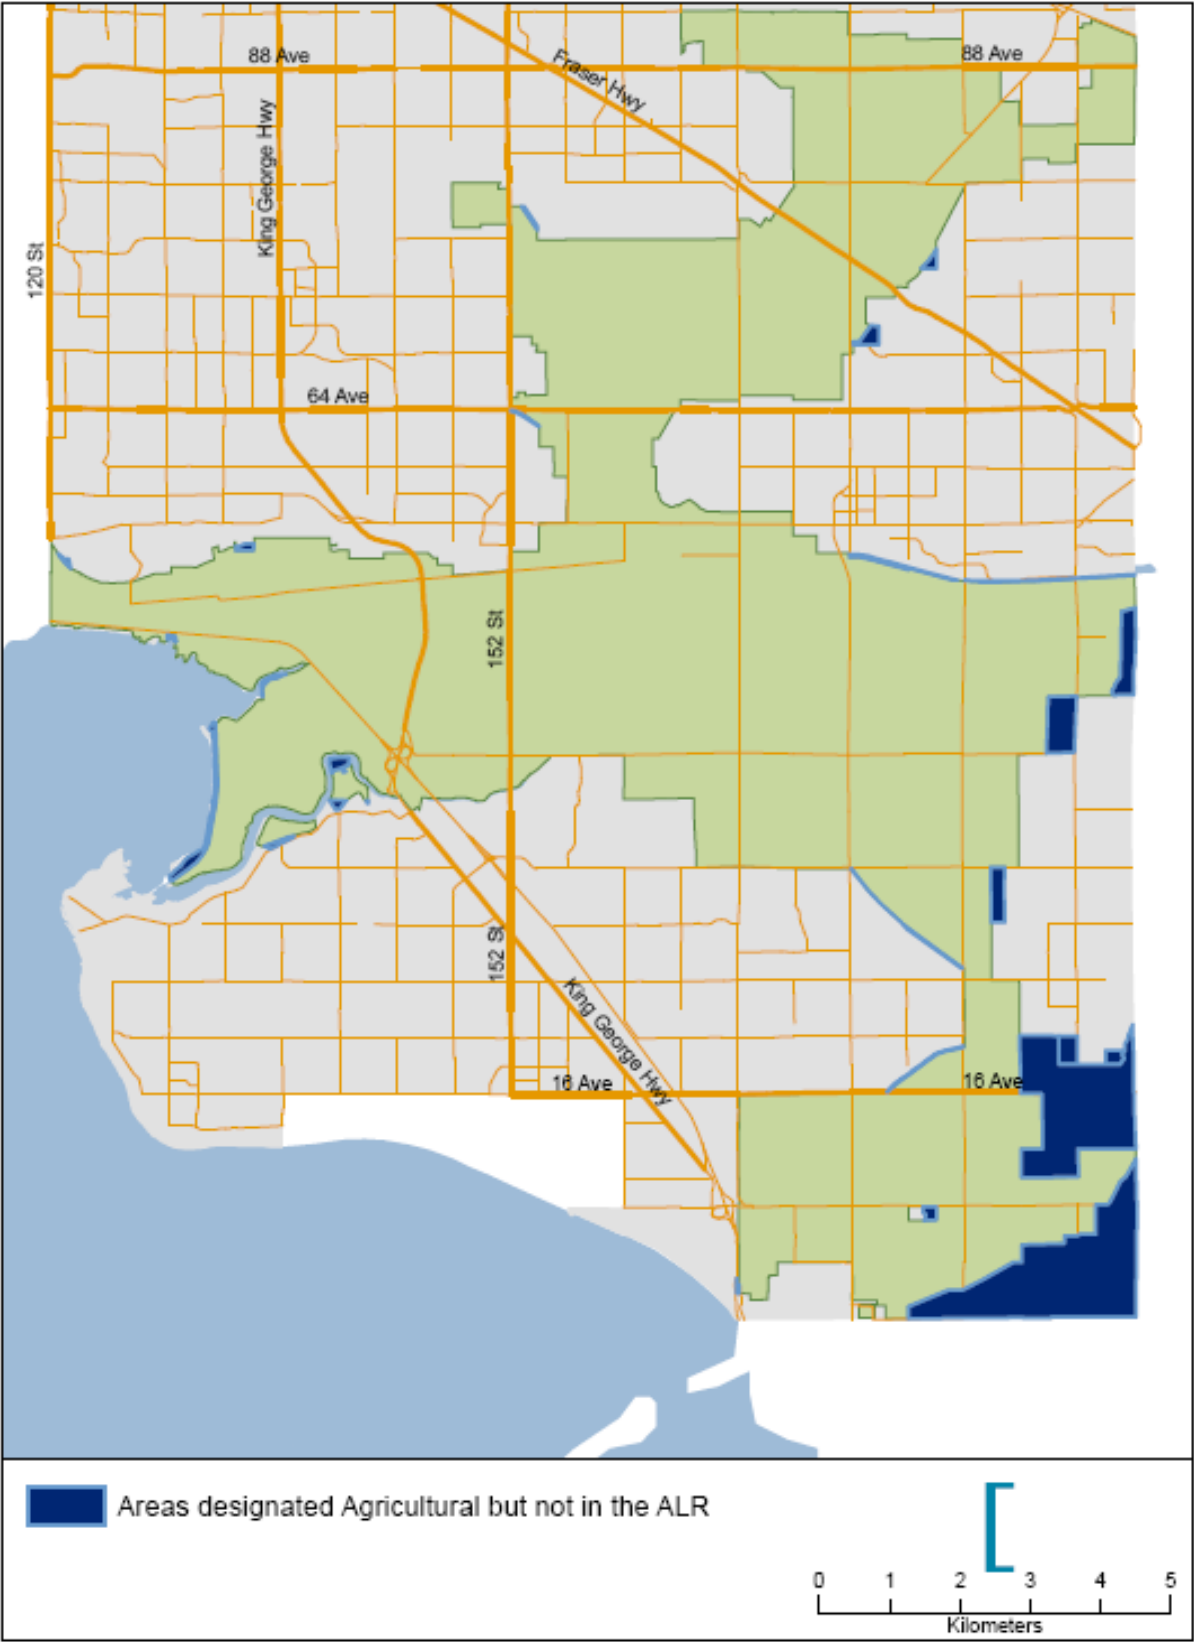 88 Ave
88 Ave
Fraser Hwy
King George Hwy
120 St
64 Ave
152 St
152 St
King George Hwy
16 Ave
16 Ave
Areas designated Agricultural but not in the ALR
0 1 2 3 4 5
Kilometers